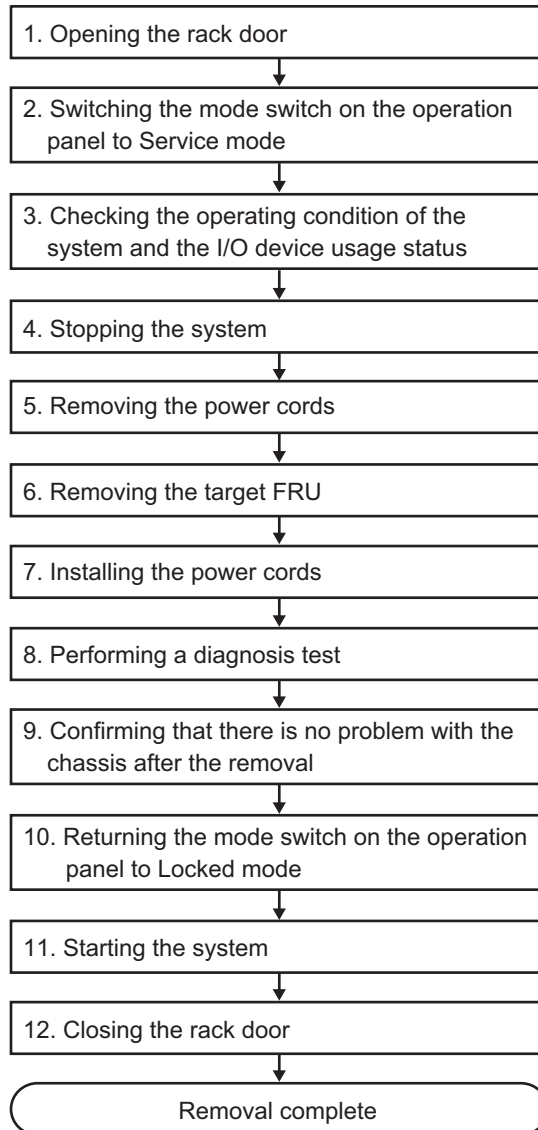 1. Opening the rack door
2. Switching the mode switch on the operation
panel to Service mode
3. Checking the operating condition of the
system and the I/O device usage status
4. Stopping the system
5. Removing the power cords
6. Removing the target FRU
7. Installing the power cords
8. Performing a diagnosis test
9. Confirming that there is no problem with the
chassis after the removal
10. Returning the mode switch on the operation
panel to Locked mode
11. Starting the system
12. Closing the rack door
Removal complete